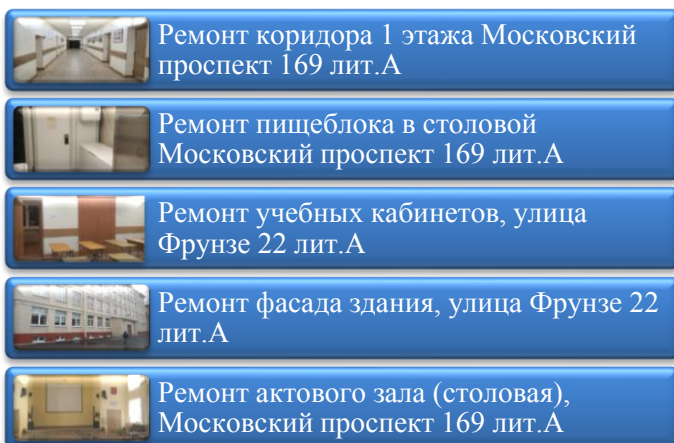 Ремонт коридора 1 этажа Московский
проспект 169 лит.А
Ремонт пищеблока в столовой
Московский проспект 169 лит.А
Ремонт учебных кабинетов, улица
Фрунзе 22 лит.А
Ремонт фасада здания, улица Фрунзе 22
лит.А
Ремонт актового зала (столовая),
Московский проспект 169 лит.А